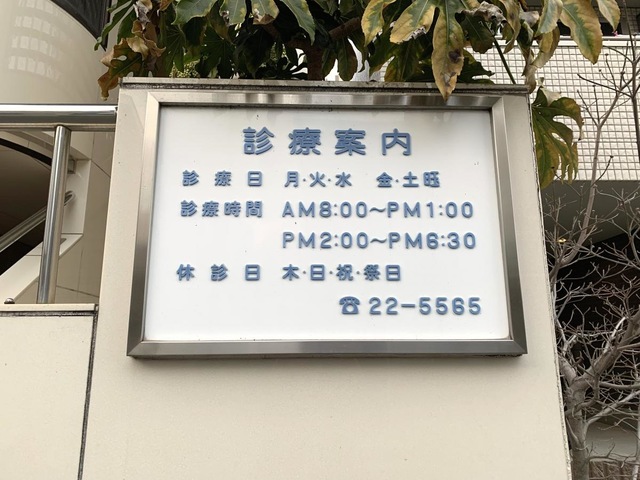 診療案内
診療日 月・火・水 金・土旺
診療時間 AM8:00〜PM1:00
PM2:00〜PM6:30
休診日 木・日・祝・祭日
☎22-5565